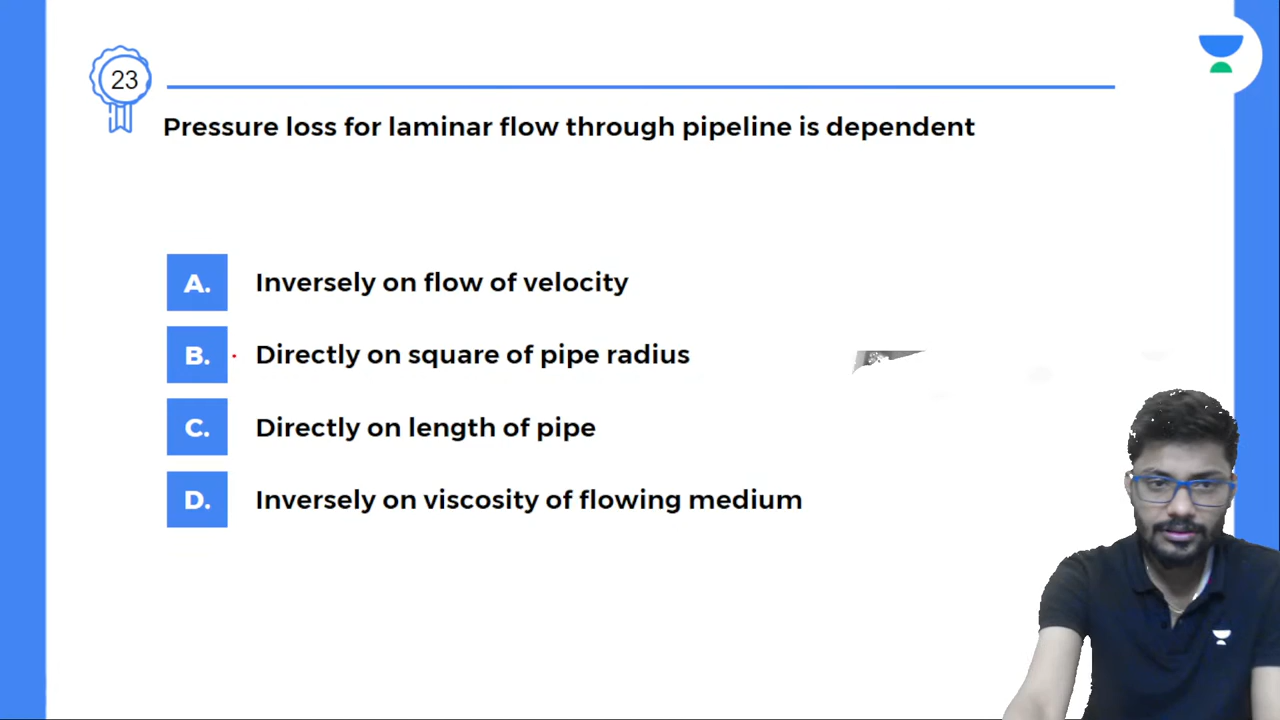 23
Pressure loss for laminar flow through pipeline is dependent
A. Inversely on flow of velocity
B. Directly on square of pipe radius
C. Directly on length of pipe
D. Inversely on viscosity of flowing medium